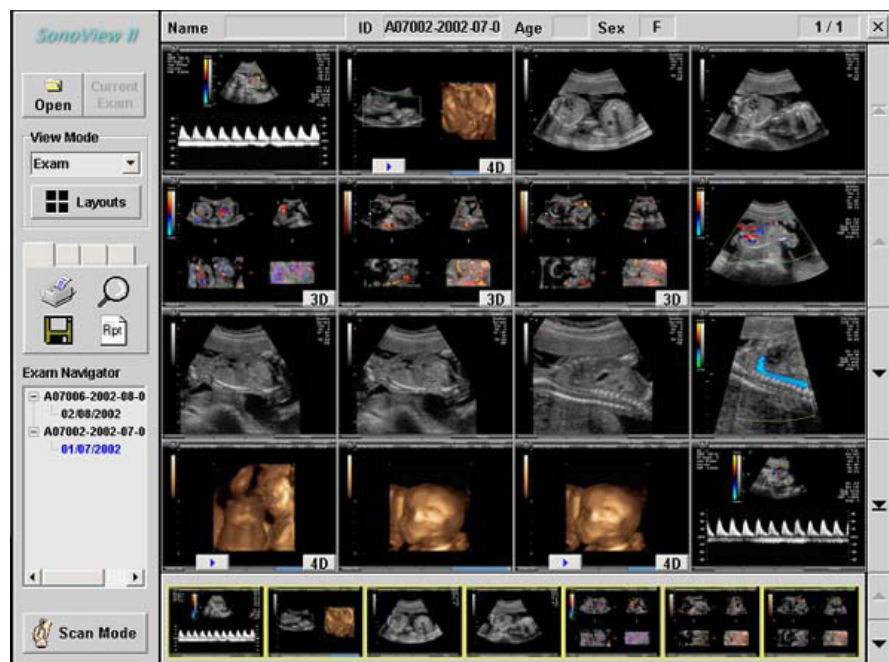 SonoView II
Name ID A07002-2002-07-0 Age Sex F 1 / 1
Open
Current Exam
View Mode
Exam
Layouts
Rpt
Exam Navigator
A07006-2002-08-0
02/08/2002
A07002-2002-07-0
01/07/2002
Scan Mode
4D
3D
3D
3D
4D
4D